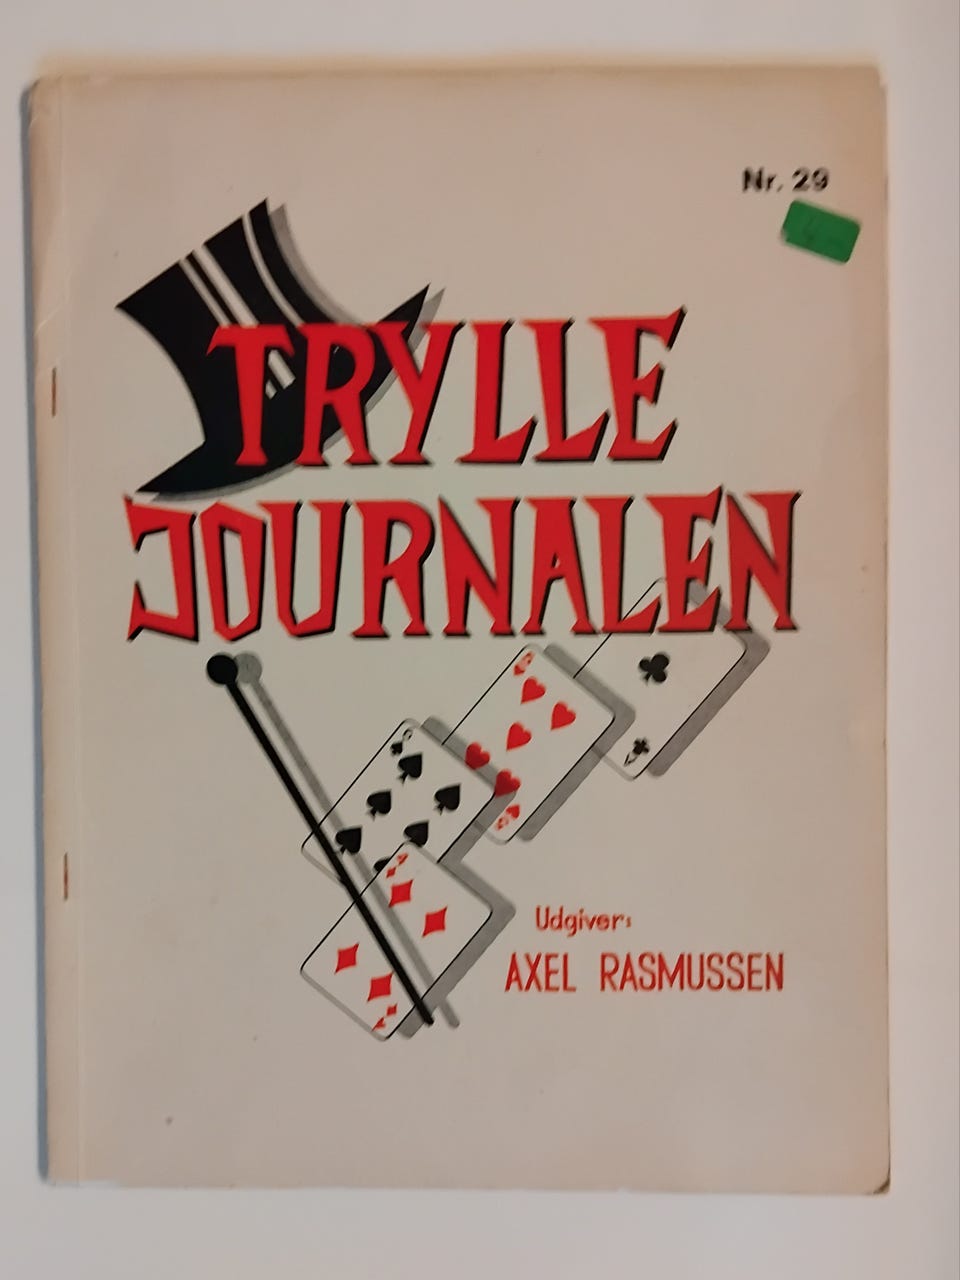 Nr. 29
TRYLLE
JOURNALEN
Udgiver:
AXEL RASMUSSEN